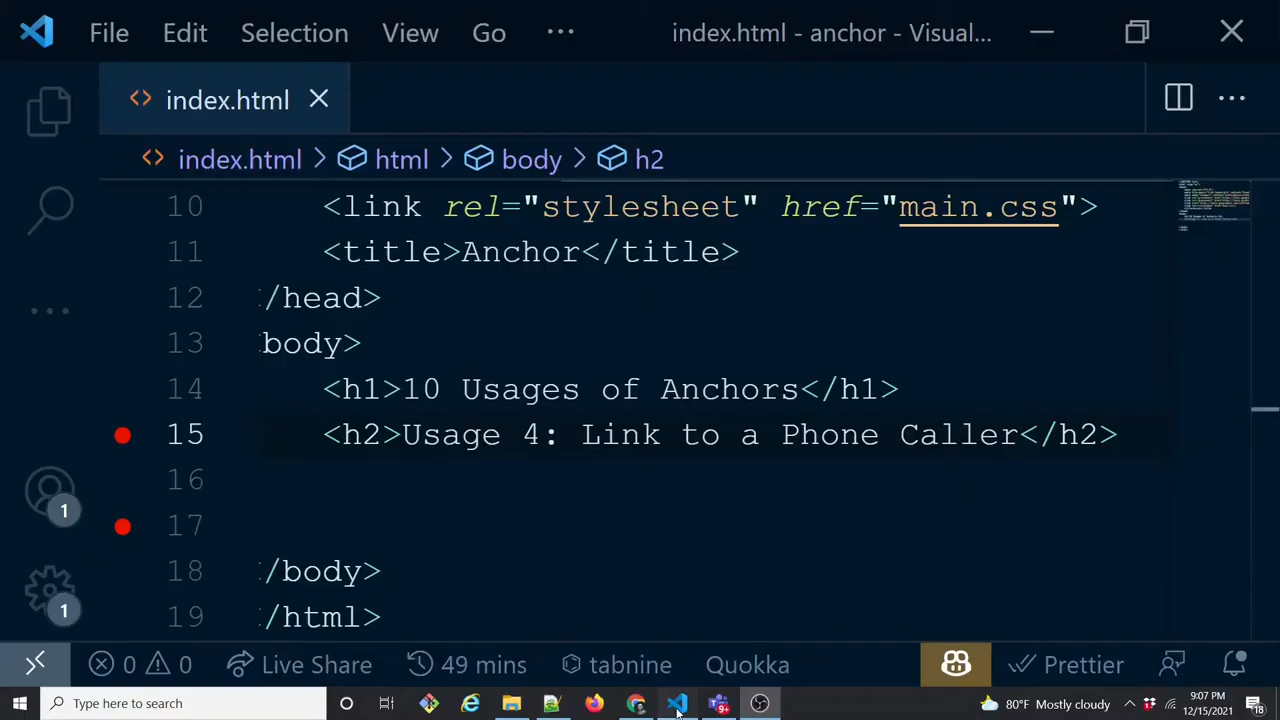 File Edit Selection View Go ··· index.html - anchor - Visual...
index.html
index.html > html > body > h2
10 <link rel="stylesheet" href="main.css">
11 <title>Anchor</title>
12 /head>
13 body>
14 <h1>10 Usages of Anchors</h1>
15 <h2>Usage 4: Link to a Phone Caller</h2>
16
17
18 /body>
19 /html>
1
1
0 0 Live Share 49 mins tabnine Quokka Prettier
Type here to search 9+ 80°F Mostly cloudy 9:07 PM
12/15/2021 18